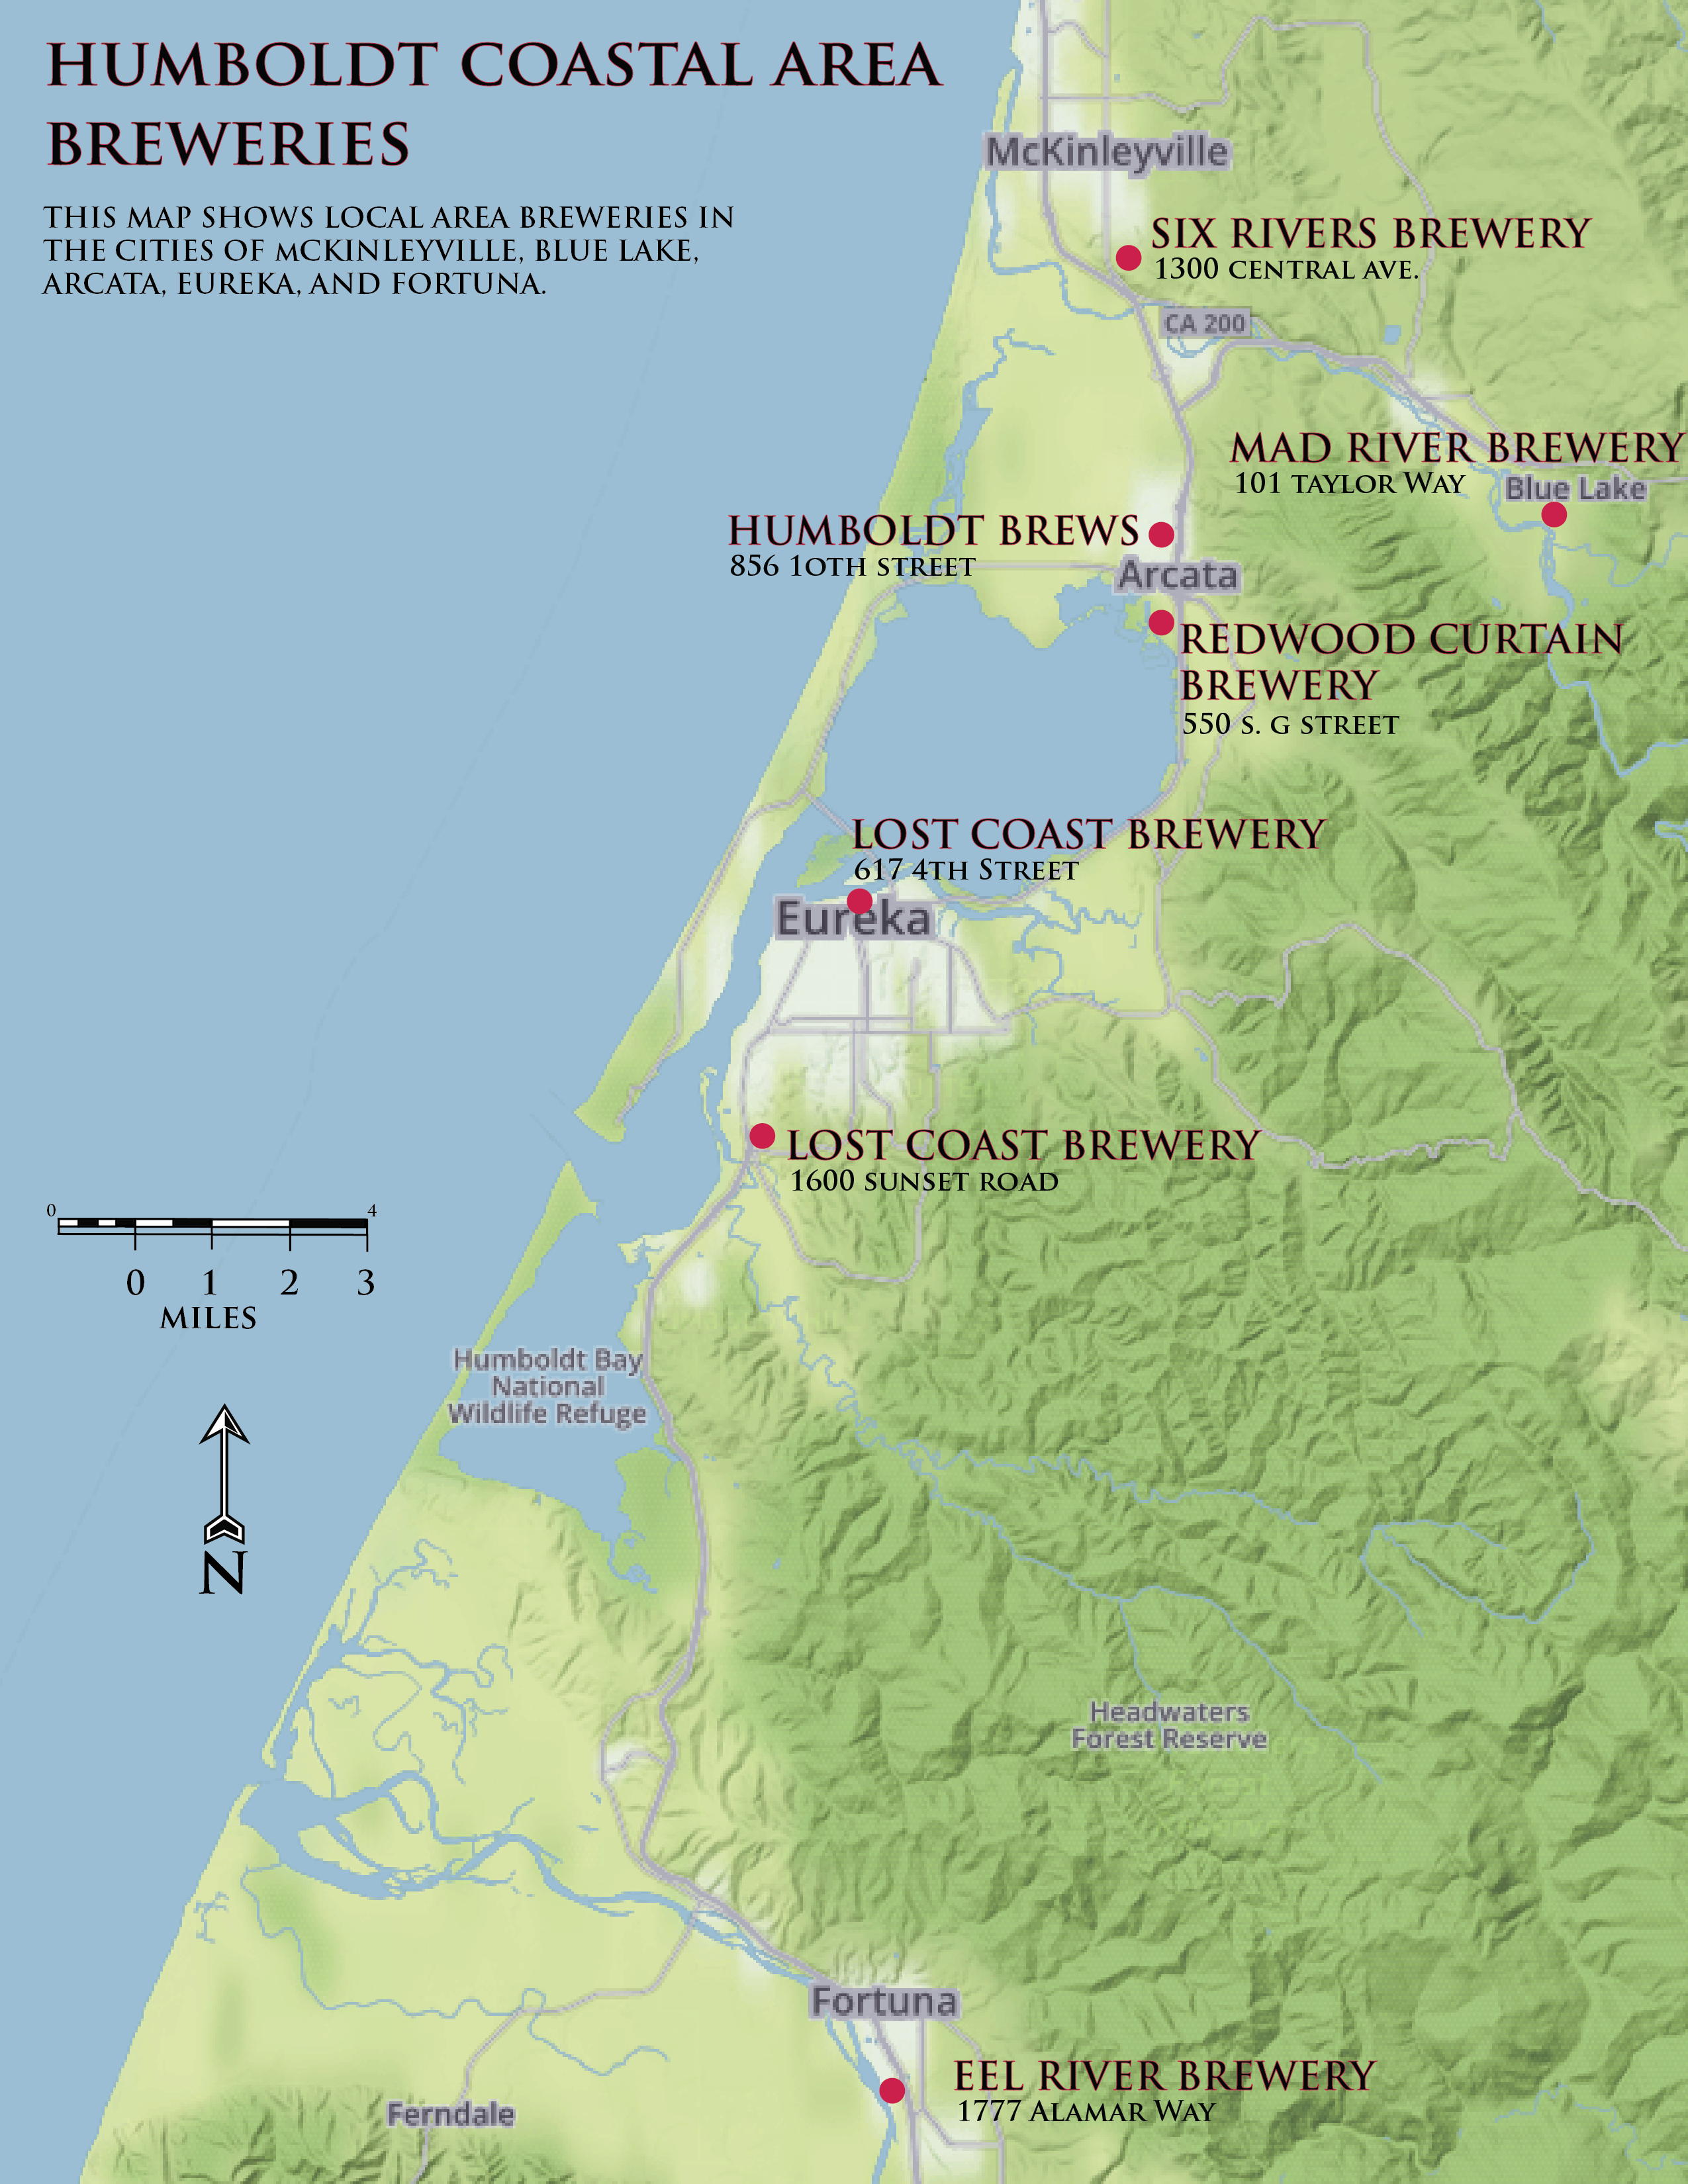 HUMBOLDT COASTAL AREA
BREWERIES
THIS MAP SHOWS LOCAL AREA BREWERIES IN
THE CITIES OF MCKINLEYVILLE, BLUE LAKE,
ARCATA, EUREKA, AND FORTUNA.
McKinleyville
SIX RIVERS BREWERY
1300 CENTRAL AVE.
CA 200
MAD RIVER BREWERY
101 TAYLOR WAY
Blue Lake
HUMBOLDT BREWS
856 1OTH STREET
Arcata
REDWOOD CURTAIN
BREWERY
550 S. G STREET
LOST COAST BREWERY
617 4TH STREET
Eureka
LOST COAST BREWERY
1600 SUNSET ROAD
0 4
0 1 2 3
MILES
Humboldt Bay
National
Wildlife Refuge
N
Headwaters
Forest Reserve
Fortuna
EEL RIVER BREWERY
1777 ALAMAR WAY
Ferndale